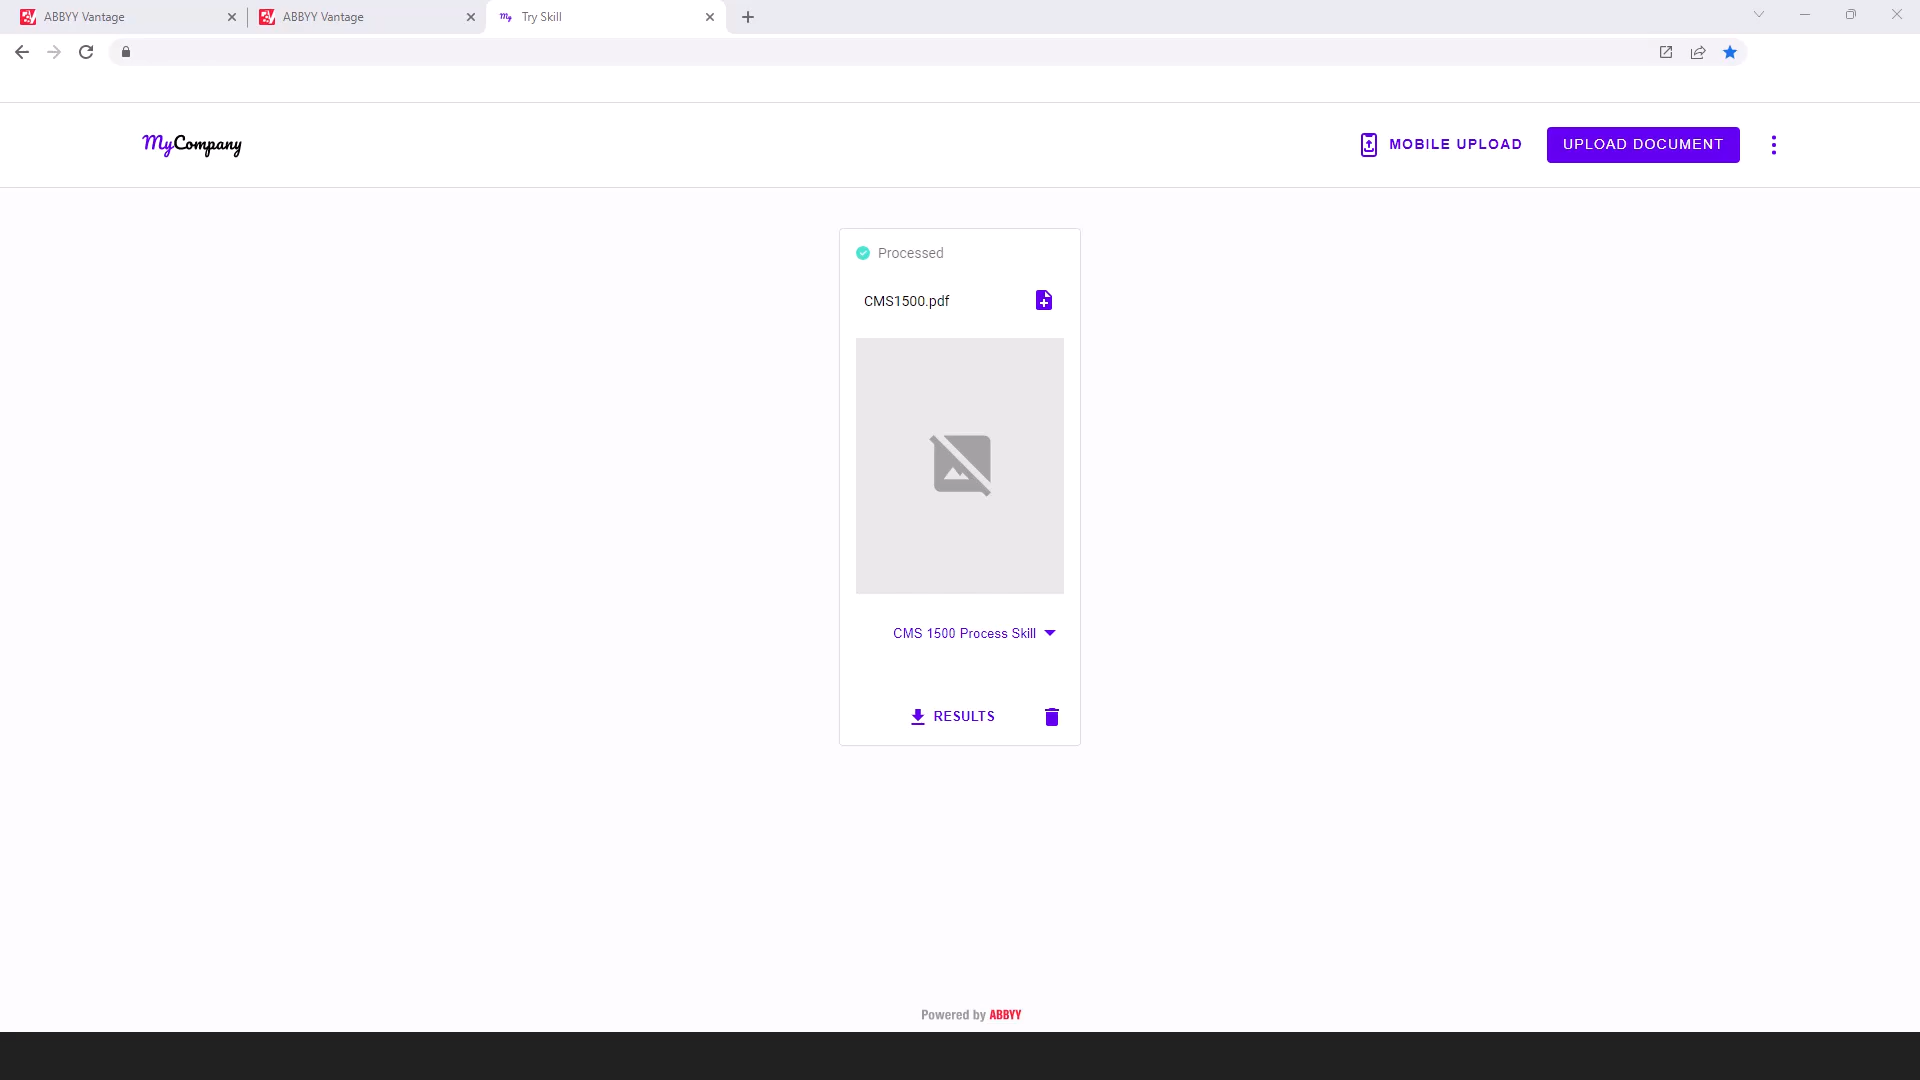 ABBYY Vantage
ABBYY Vantage
my Try Skill
MyCompany
MOBILE UPLOAD
UPLOAD DOCUMENT
Processed
CMS1500.pdf
CMS 1500 Process Skill
RESULTS
Powered by ABBYY